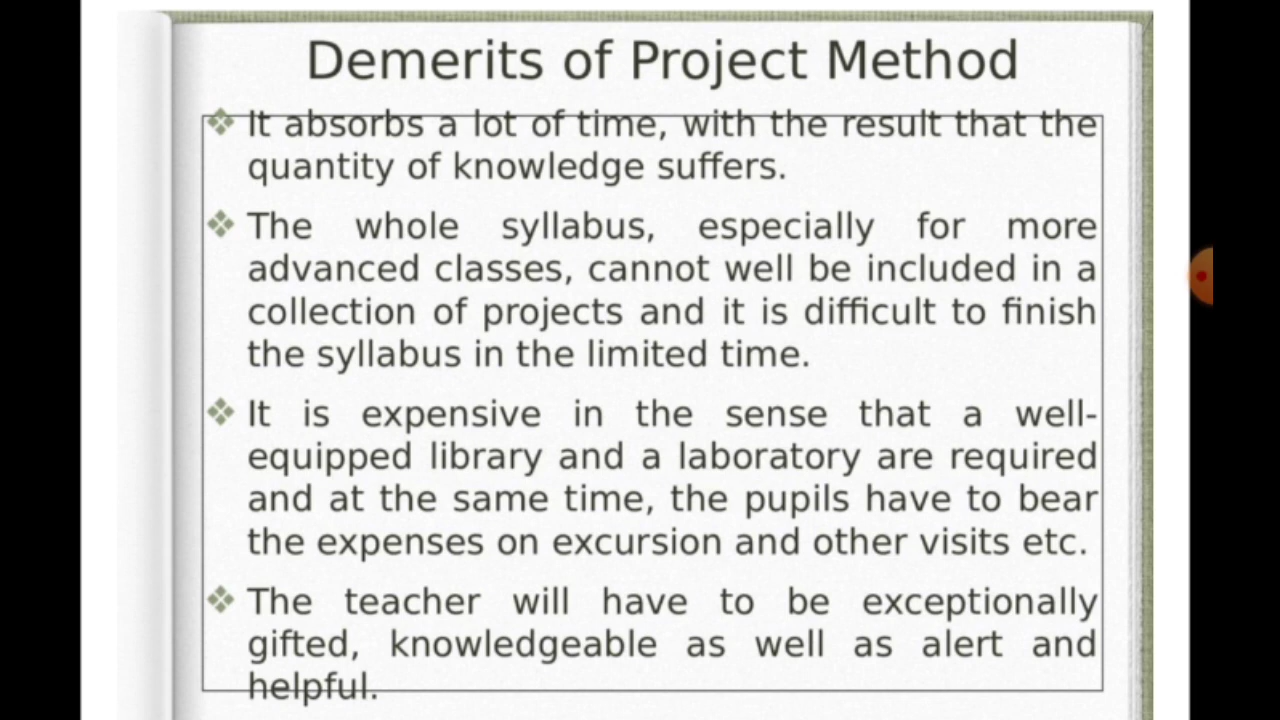 Demerits of Project Method
It absorbs a lot of time, with the result that the
quantity of knowledge suffers.
The whole syllabus, especially for more
advanced classes, cannot well be included in a
collection of projects and it is difficult to finish
the syllabus in the limited time.
It is expensive in the sense that a well-
equipped library and a laboratory are required
and at the same time, the pupils have to bear
the expenses on excursion and other visits etc.
The teacher will have to be exceptionally
gifted, knowledgeable as well as alert and
helpful.